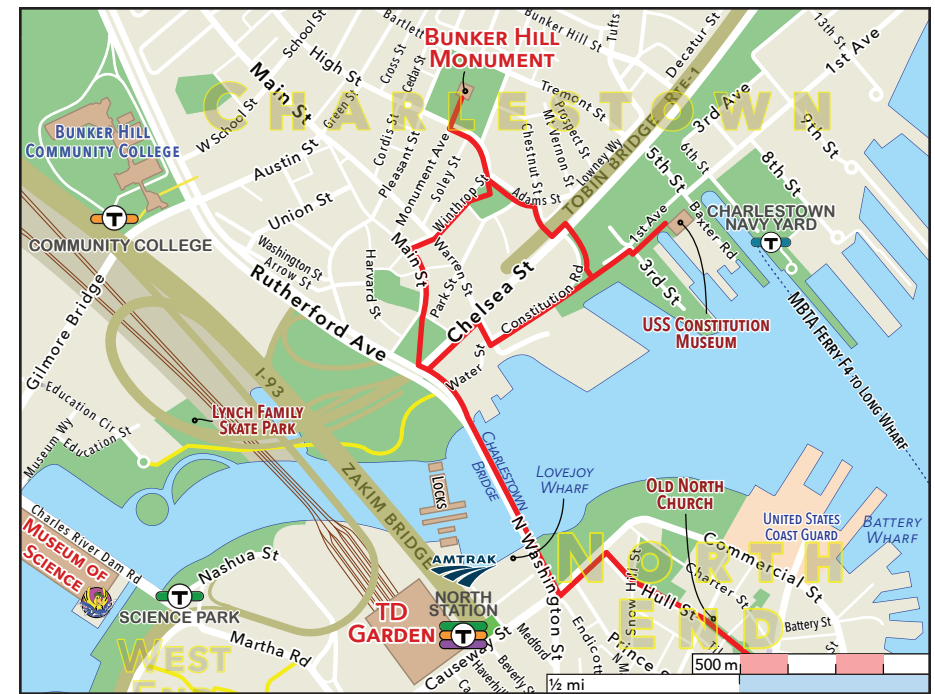 School St
Bartlett
Bunker Hill St
Tufts
Decatur St
13th St
1st Ave
High St
Cross St
Cedar St
BUNKER HILL
MONUMENT
Main St
Green St
Tremont St
RTE-1
3rd Ave
CHARLESTOWN
9th St
W School St
Cordis St
Prospect St
Mt Vernon St
Chestnut St
BUNKER HILL
COMMUNITY COLLEGE
Austin St
Pleasant St
Monument Ave
Soley St
Lowney Wy
TOBIN BRIDGE
5th St
6th St
8th St
Winthrop St
Adams St
Union St
T
COMMUNITY COLLEGE
1st Ave
Baxter Rd
CHARLESTOWN
NAVY YARD
T
Washington St
Arrow St
Harvard St
Main St
Warren St
Park St
Chelsea St
Constitution Rd
3rd St
Rutherford Ave
Gilmore Bridge
USS CONSTITUTION
MUSEUM
MBTA FERRY F4 TO LONG WHARF
Water St
I-93
LYNCH FAMILY
SKATE PARK
Education Cir St
Museum Wy
Education St
ZAKIM BRIDGE
LOCKS
CHARLESTOWN
BRIDGE
LOVEJOY
WHARF
OLD NORTH
CHURCH
UNITED STATES
COAST GUARD
BATTERY
WHARF
Charles River Dam Rd
MUSEUM OF
SCIENCE
Nashua St
T
SCIENCE PARK
AMTRAK
NORTH
STATION
T
TD
GARDEN
N Washington St
NORTH
END
Commercial St
Charter St
Snow Hill St
Hull St
Battery St
WEST
END
Martha Rd
Causeway St
Medford
Beverly St
Haverhill
Ca
Endicott
N M
Prince S
Til
St
500 m
½ mi